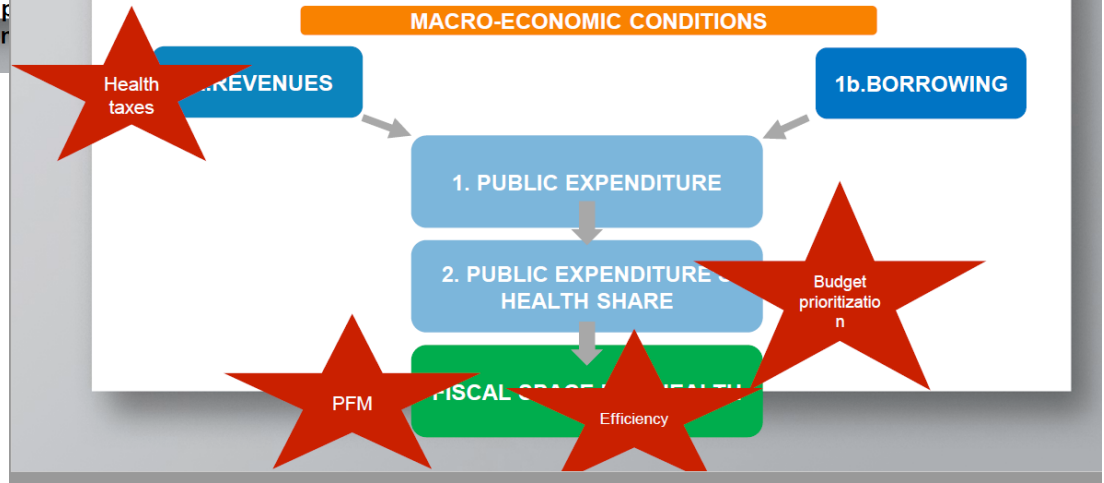 p
r
MACRO-ECONOMIC CONDITIONS
Health
taxes
.REVENUES
1b.BORROWING
1. PUBLIC EXPENDITURE
2. PUBLIC EXPENDITURE
HEALTH SHARE
Budget
prioritizatio
n
FISCAL SPACE HEALTH
PFM
Efficiency